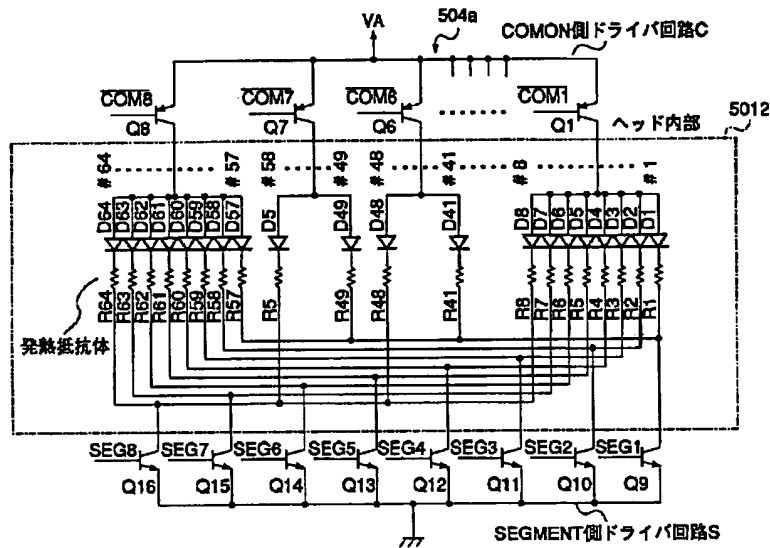 VA
504a
COMON側ドライバ回路C
COM8
COM7
COM6
COM1
Q8
Q7
Q6
Q1
ヘッド内部
5012
#64
#57
#58
#49
#48
#41
#8
#1
D64
D63
D62
D61
D60
D59
D58
D57
D5
D49
D48
D41
D8
D7
D6
D5
D4
D3
D2
D1
R64
R63
R62
R61
R60
R59
R58
R57
R5
R49
R48
R41
R8
R7
R6
R5
R4
R3
R2
R1
発熱抵抗体
SEG8
SEG7
SEG6
SEG5
SEG4
SEG3
SEG2
SEG1
Q16
Q15
Q14
Q13
Q12
Q11
Q10
Q9
SEGMENT側ドライバ回路S